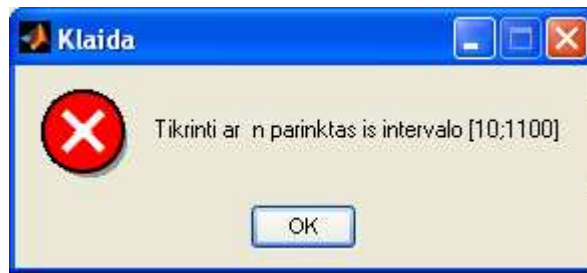 Klaida
Tikrinti ar n parinktas is intervalo [10;1100]
OK